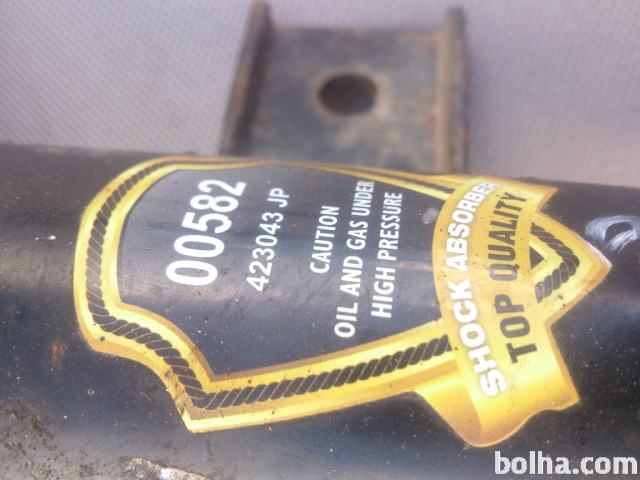 00582
423043 JP
CAUTION
OIL AND GAS UNDER
HIGH PRESSURE
SHOCK ABSORBER
TOP QUALITY
bolha.com